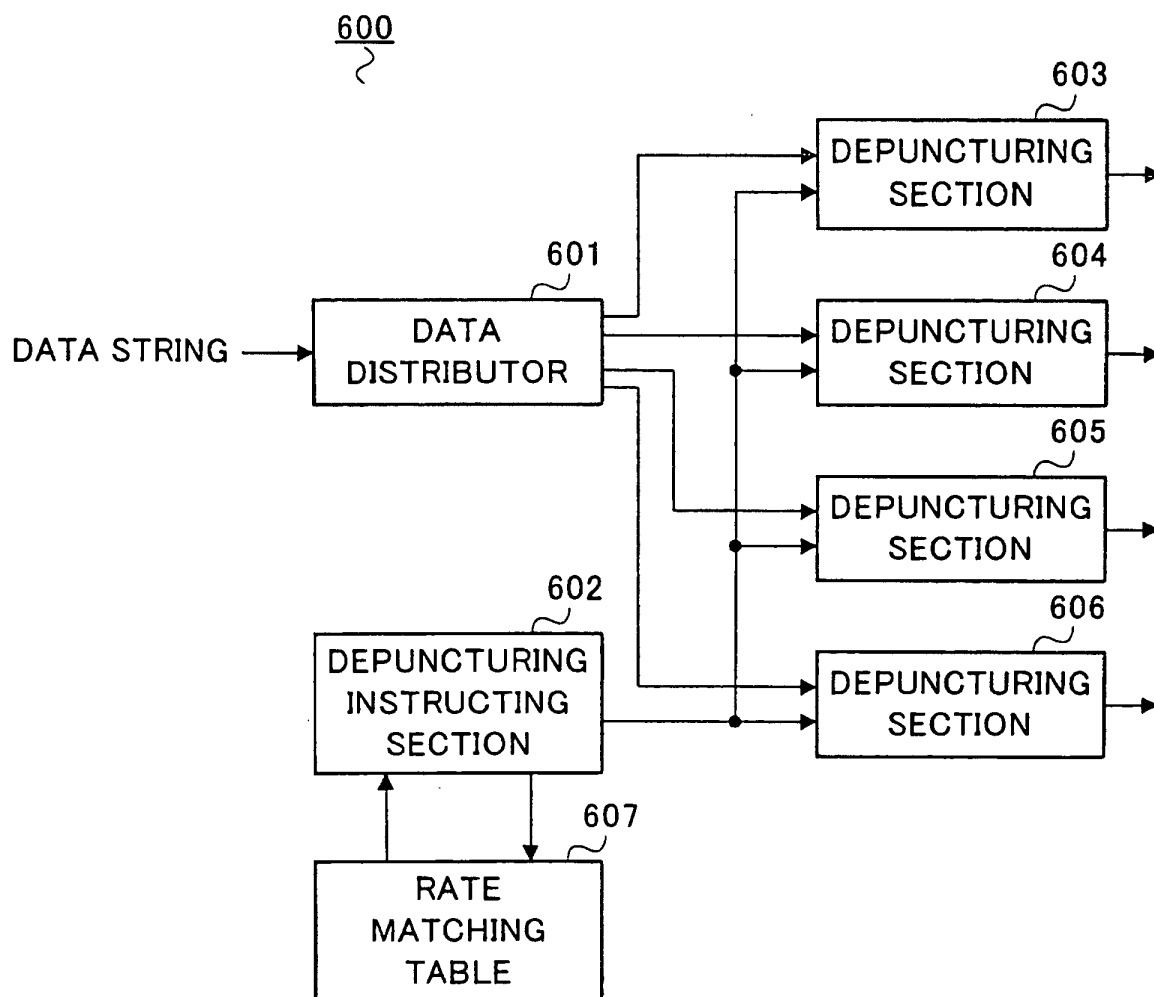 600
603
DEPUNCTURING
SECTION
601
DATA STRING
DATA
DISTRIBUTOR
604
DEPUNCTURING
SECTION
605
DEPUNCTURING
SECTION
602
DEPUNCTURING
INSTRUCTING
SECTION
606
DEPUNCTURING
SECTION
607
RATE
MATCHING
TABLE